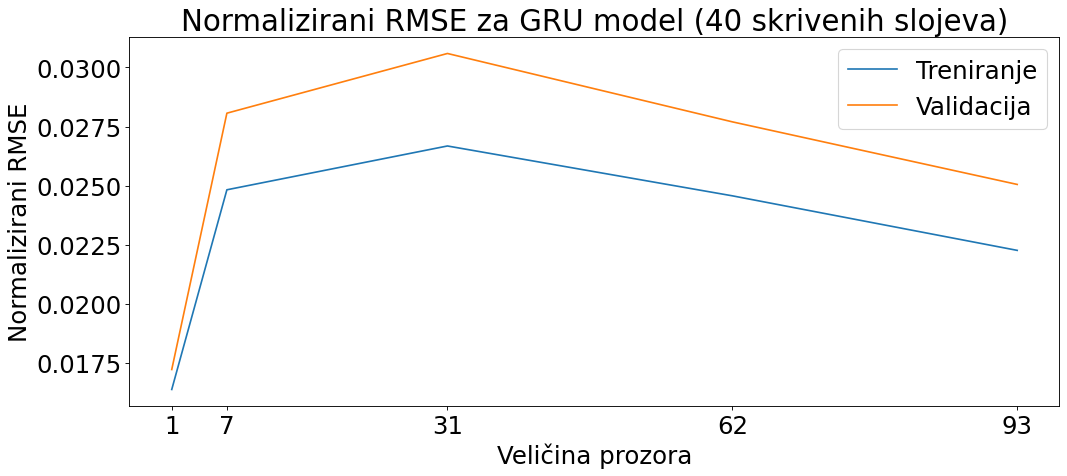 Normalizirani RMSE za GRU model (40 skrivenih slojeva)
Treniranje
Validacija
Normalizirani RMSE
0.0300
0.0275
0.0250
0.0225
0.0200
0.0175
1 7 31 62 93
Veličina prozora